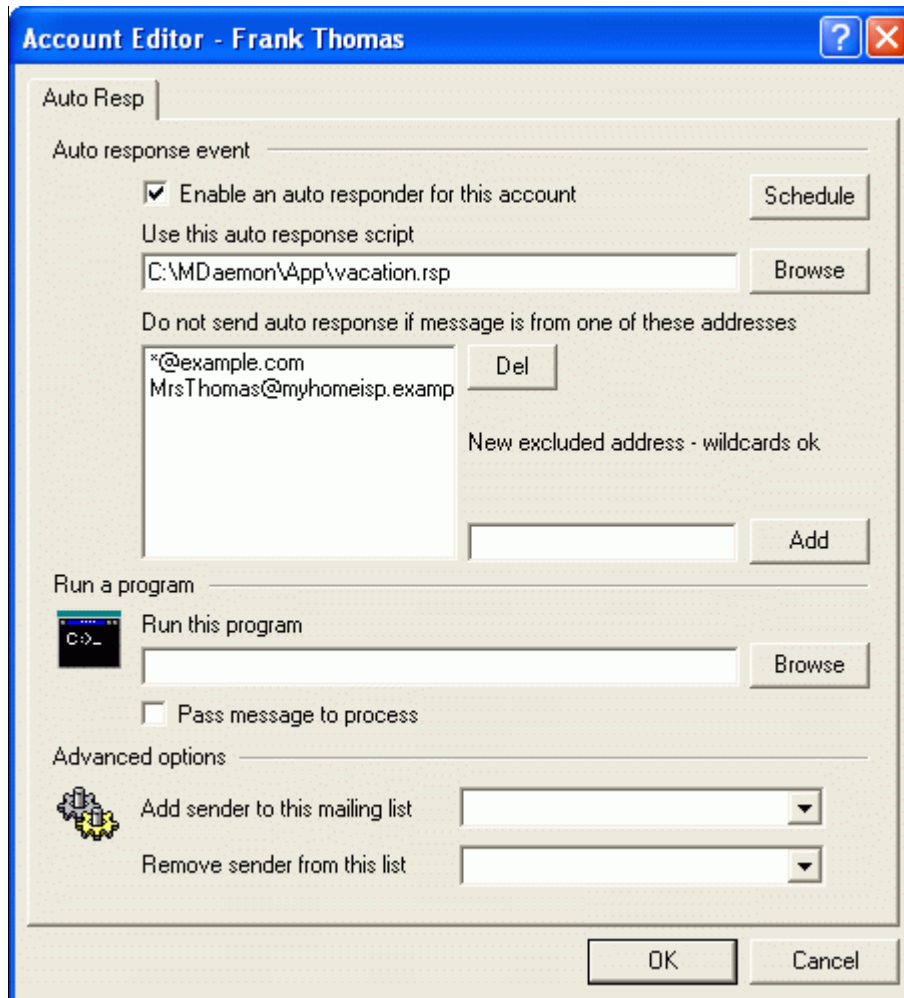 Account Editor - Frank Thomas
Auto Resp
Auto response event
Enable an auto responder for this account
Schedule
Use this auto response script
C:\MDaemon\App\vacation.rsp
Browse
Do not send auto response if message is from one of these addresses
*@example.com
Del
MrsThomas@myhomeisp.examp
New excluded address - wildcards ok
Add
Run a program
C:\>_
Run this program
Browse
Pass message to process
Advanced options
Add sender to this mailing list
Remove sender from this list
OK
Cancel